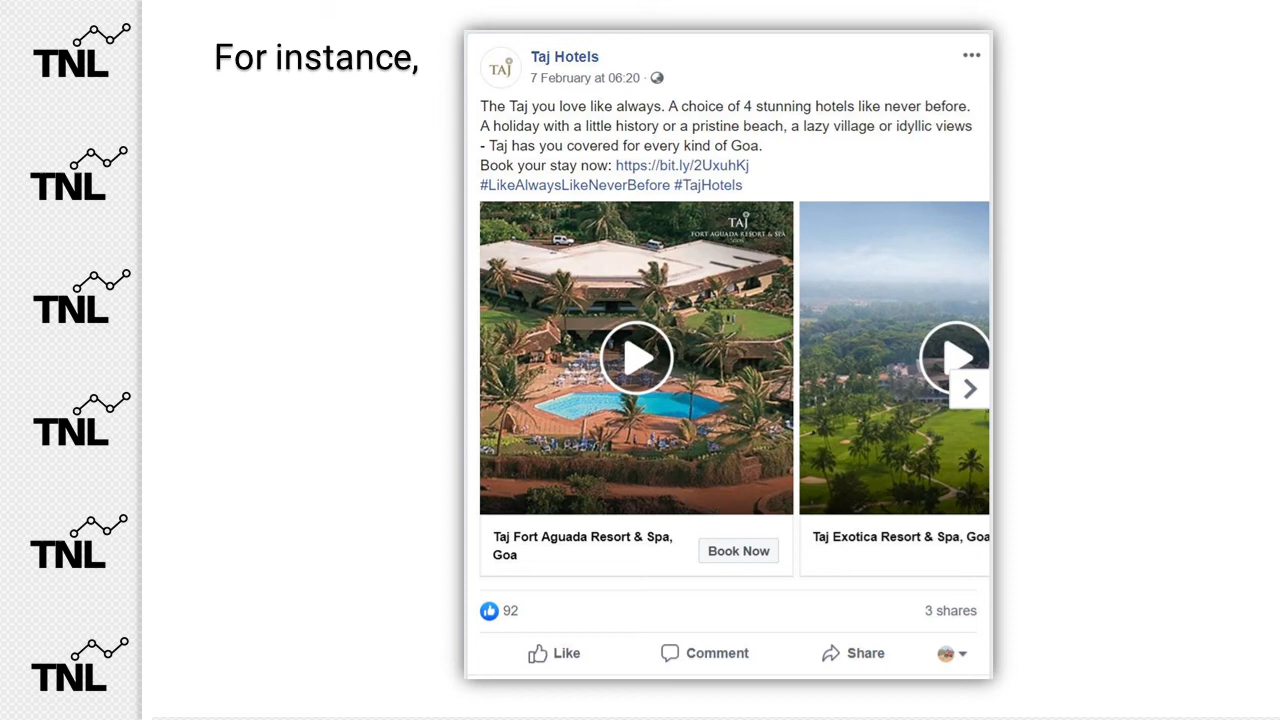 TNL
TNL
TNL
TNL
TNL
TNL
For instance,
TAJ
Taj Hotels
7 February at 06:20 ·
The Taj you love like always. A choice of 4 stunning hotels like never before.
A holiday with a little history or a pristine beach, a lazy village or idyllic views
- Taj has you covered for every kind of Goa.
Book your stay now: https://bit.ly/2UxuhKj
#LikeAlwaysLikeNeverBefore #TajHotels
TAJ
FORT AGUADA RESORT & SPA
Taj Fort Aguada Resort & Spa,
Goa
Book Now
Taj Exotica Resort & Spa, Goa
92
3 shares
Like
Comment
Share